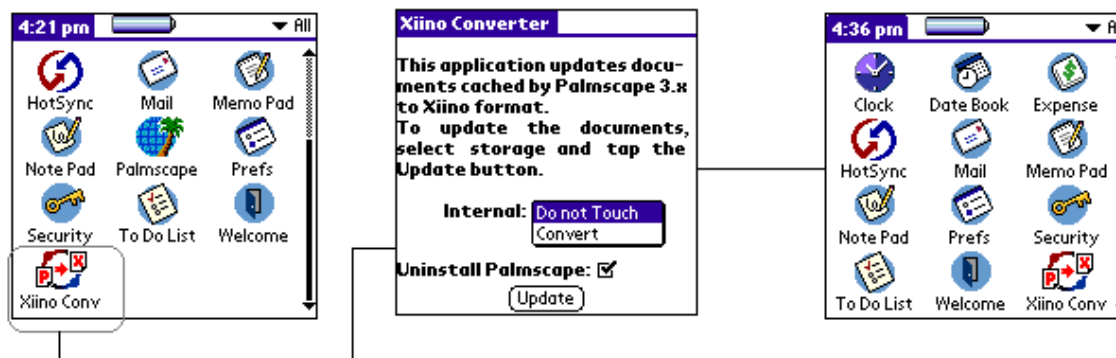 4:21 pm All
HotSync Mail Memo Pad
Note Pad Palmscape Prefs
Security To Do List Welcome
P X
Xiino Conv
Xiino Converter
This application updates docu-
ments cached by Palmscape 3.x
to Xiino format.
To update the documents,
select storage and tap the
Update button.
Internal: Do not Touch
Convert
Uninstall Palmscape:
Update
4:36 pm
Clock Date Book Expense
HotSync Mail Memo Pad
Note Pad Prefs Security
P X
To Do List Welcome Xiino Conv